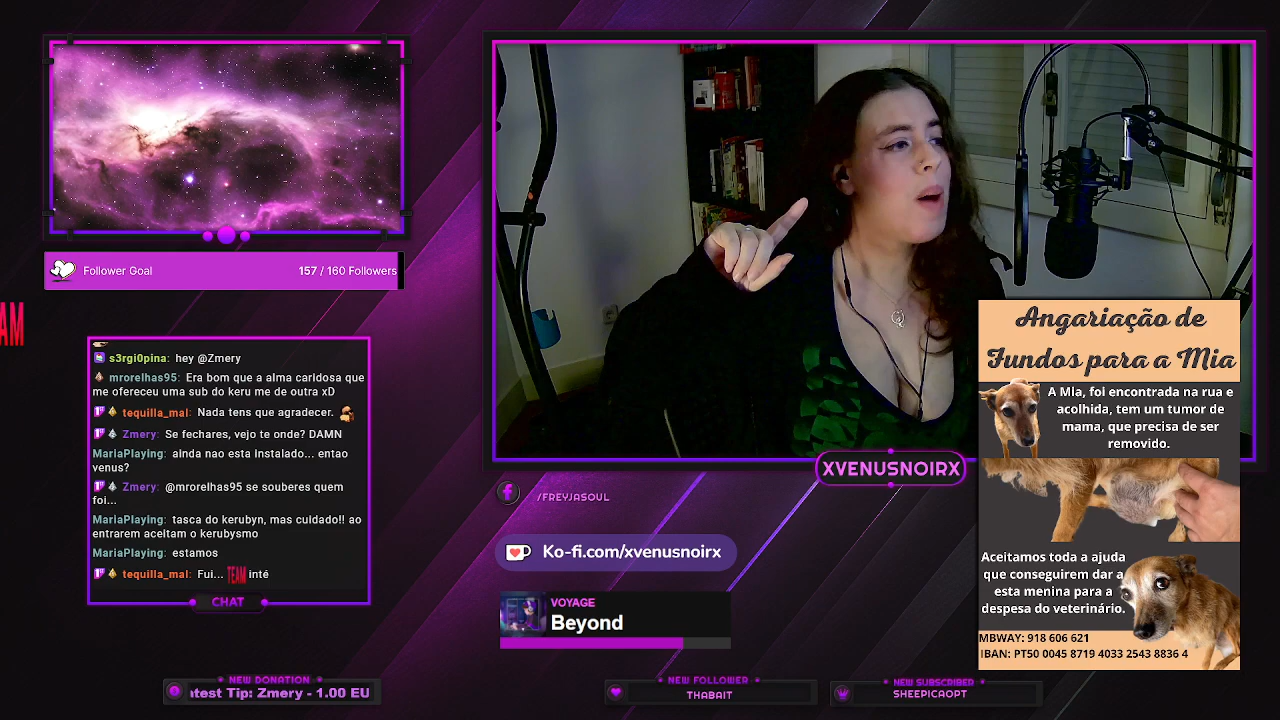 Follower Goal 157 / 160 Followers
AM
s3rgi0pina: hey @Zmery
mrorelhas95: Era bom que a alma caridosa que
me ofereceu uma sub do keru me de outra xD
tequilla_mal: Nada tens que agradecer.
Zmery: Se fechares, vejo te onde? DAMN
MariaPlaying: ainda nao esta instalado... entao
venus?
Zmery: @mrorelhas95 se souberes quem
foi...
MariaPlaying: tasca do kerubyn, mas cuidado!! ao
entrarem aceitam o kerubysmo
MariaPlaying: estamos
tequilla_mal: Fui... TEAM inté
CHAT
XVENUSNOIRX
/FREYJASOUL
Ko-fi.com/xvenusnoirx
VOYAGE
Beyond
Angariação de
Fundos para a Mia
A Mia, foi encontrada na rua e
acolhida, tem um tumor de
mama, que precisa de ser
removido.
Aceitamos toda a ajuda
que conseguirem dar a
esta menina para a
despesa do veterinário.
MBWAY: 918 606 621
IBAN: PT50 0045 8719 4033 2543 8836 4
NEW DONATION
atest Tip: Zmery - 1.00 EU
NEW FOLLOWER
THABAIT
NEW SUBSCRIBER
SHEEPICAOPT